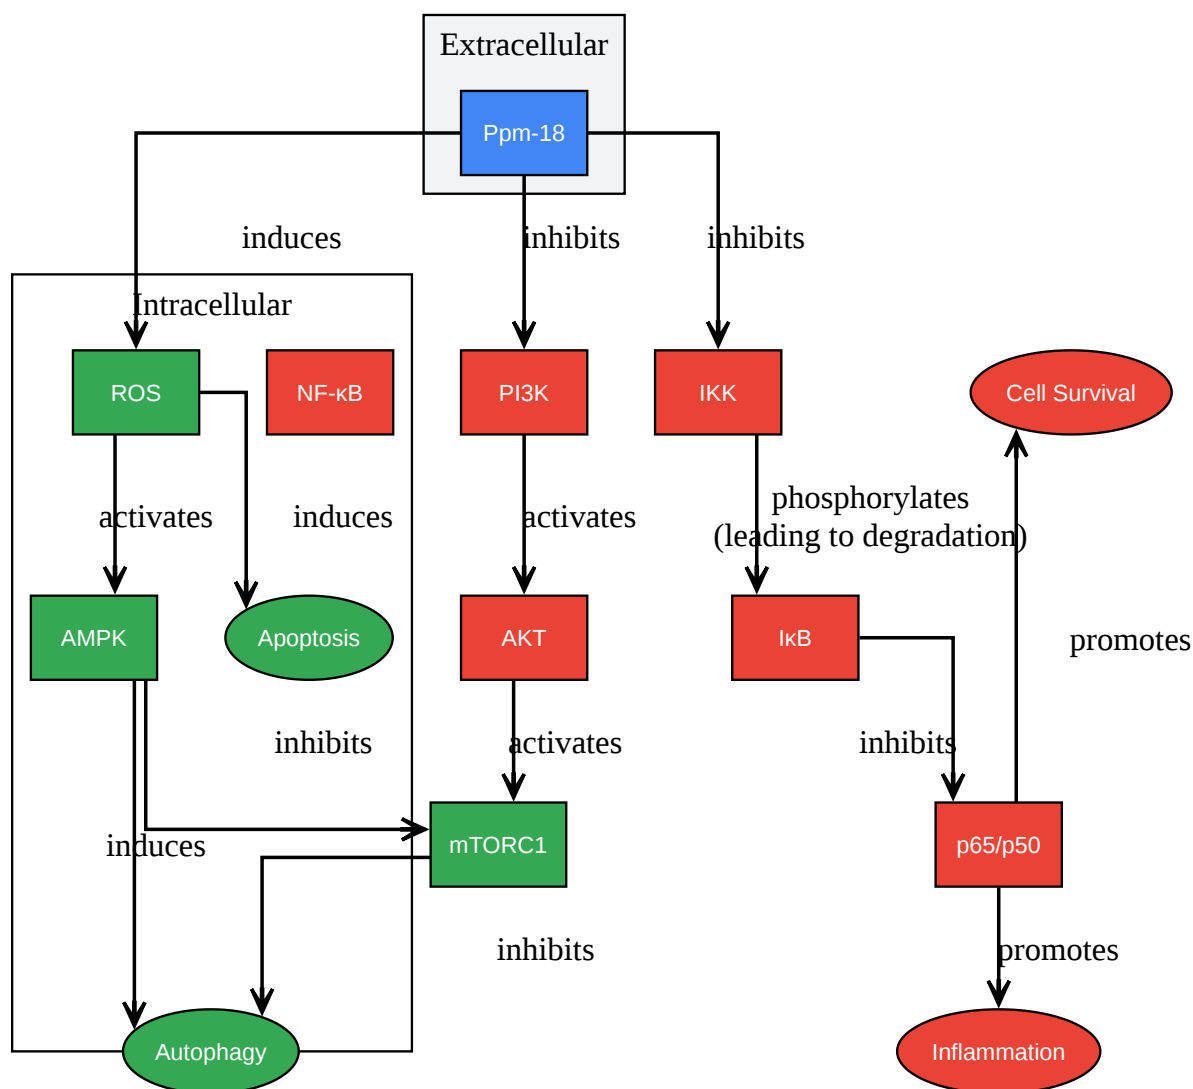 Extracellular
Ppm-18
induces
inhibits
inhibits
Intracellular
ROS
NF-κB
PI3K
IKK
Cell Survival
activates
induces
activates
phosphorylates
(leading to degradation)
AMPK
Apoptosis
AKT
IκB
promotes
inhibits
activates
inhibits
induces
mTORC1
p65/p50
inhibits
promotes
Autophagy
Inflammation